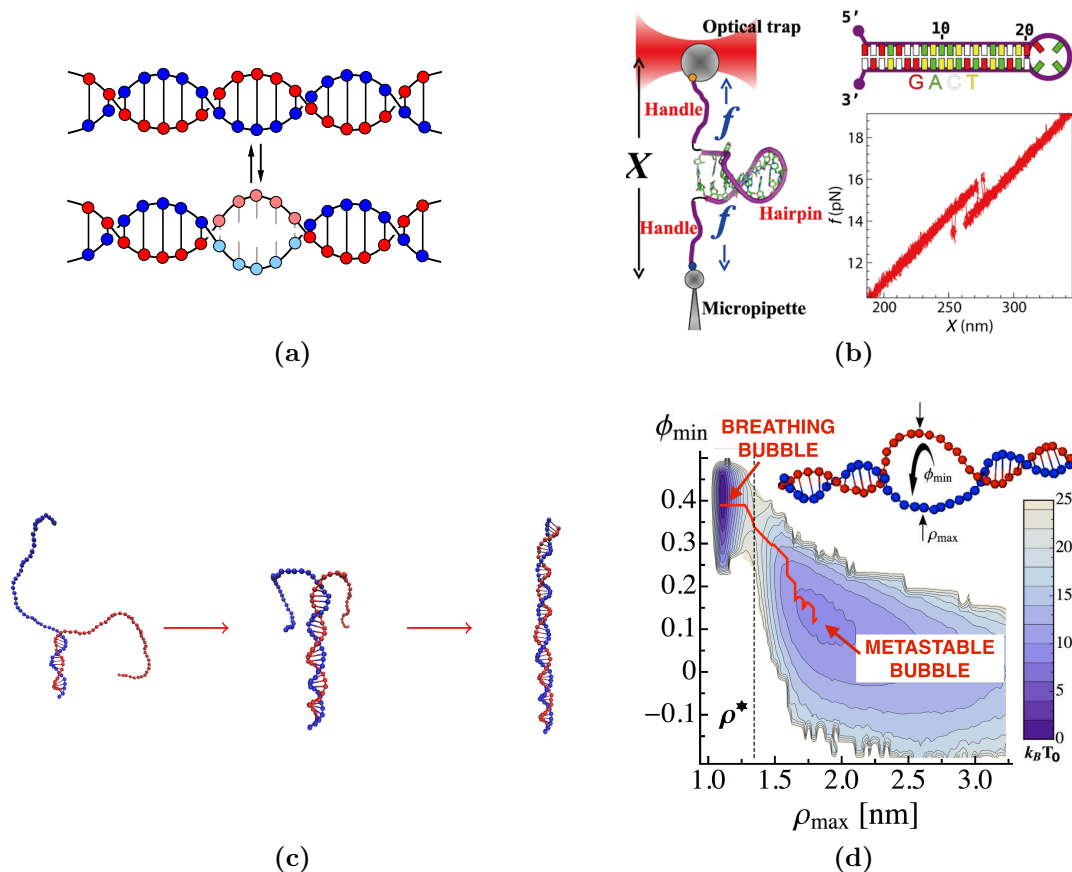 (a)
Optical trap
Handle
f
X
Hairpin
Handle
f
Micropipette
5'
10
20
3'
G A C T
f (pN)
18
16
14
12
200
250
300
X (nm)
(b)
(c)
ϕmin
BREATHING
BUBBLE
0.4
0.3
0.2
0.1
0
−0.1
ρ*
METASTABLE
BUBBLE
ϕmin
ρmax
25
20
15
10
5
0
kBT0
1.0
1.5
2.0
2.5
3.0
ρmax [nm]
(d)